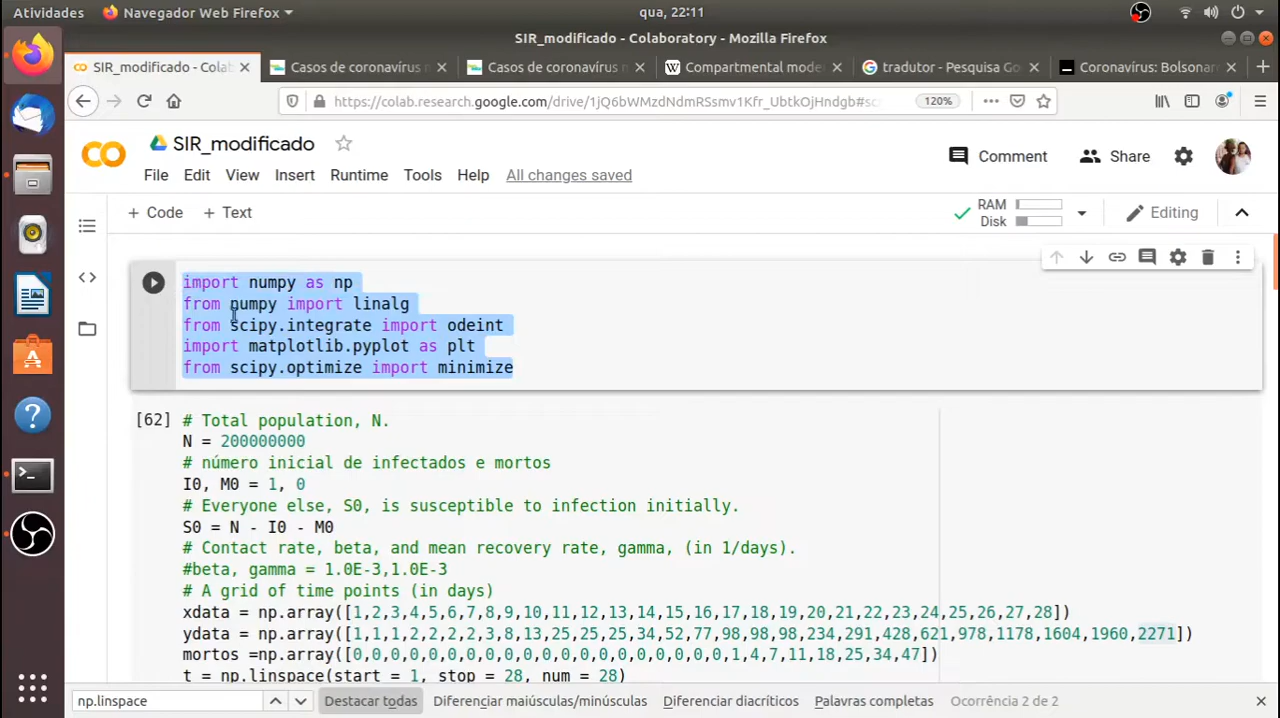 Atividades
Navegador Web Firefox
qua, 22:11
SIR_modificado - Colaboratory - Mozilla Firefox
SIR_modificado - Colab
Casos de coronavírus n
Casos de coronavírus n
Compartmental mode
tradutor - Pesquisa Go
Coronavírus: Bolsonar
https://colab.research.google.com/drive/1jQ6bWMzdNdmRSsmv1Kfr_UbtkOjHndgb#sc
120%
SIR_modificado
Comment
Share
File Edit View Insert Runtime Tools Help All changes saved
+ Code + Text
RAM
Disk
Editing
import numpy as np
from numpy import linalg
from scipy.integrate import odeint
import matplotlib.pyplot as plt
from scipy.optimize import minimize
[62] # Total population, N.
N = 200000000
# número inicial de infectados e mortos
I0, M0 = 1, 0
# Everyone else, S0, is susceptible to infection initially.
S0 = N - I0 - M0
# Contact rate, beta, and mean recovery rate, gamma, (in 1/days).
#beta, gamma = 1.0E-3,1.0E-3
# A grid of time points (in days)
xdata = np.array([1,2,3,4,5,6,7,8,9,10,11,12,13,14,15,16,17,18,19,20,21,22,23,24,25,26,27,28])
ydata = np.array([1,1,1,2,2,2,2,3,8,13,25,25,25,34,52,77,98,98,98,234,291,428,621,978,1178,1604,1960,2271])
mortos =np.array([0,0,0,0,0,0,0,0,0,0,0,0,0,0,0,0,0,0,0,0,1,4,7,11,18,25,34,47])
t = np.linspace(start = 1, stop = 28, num = 28)
np.linspace
Destacar todas
Diferenciar maiúsculas/minúsculas
Diferenciar diacríticos
Palavras completas
Ocorrência 2 de 2